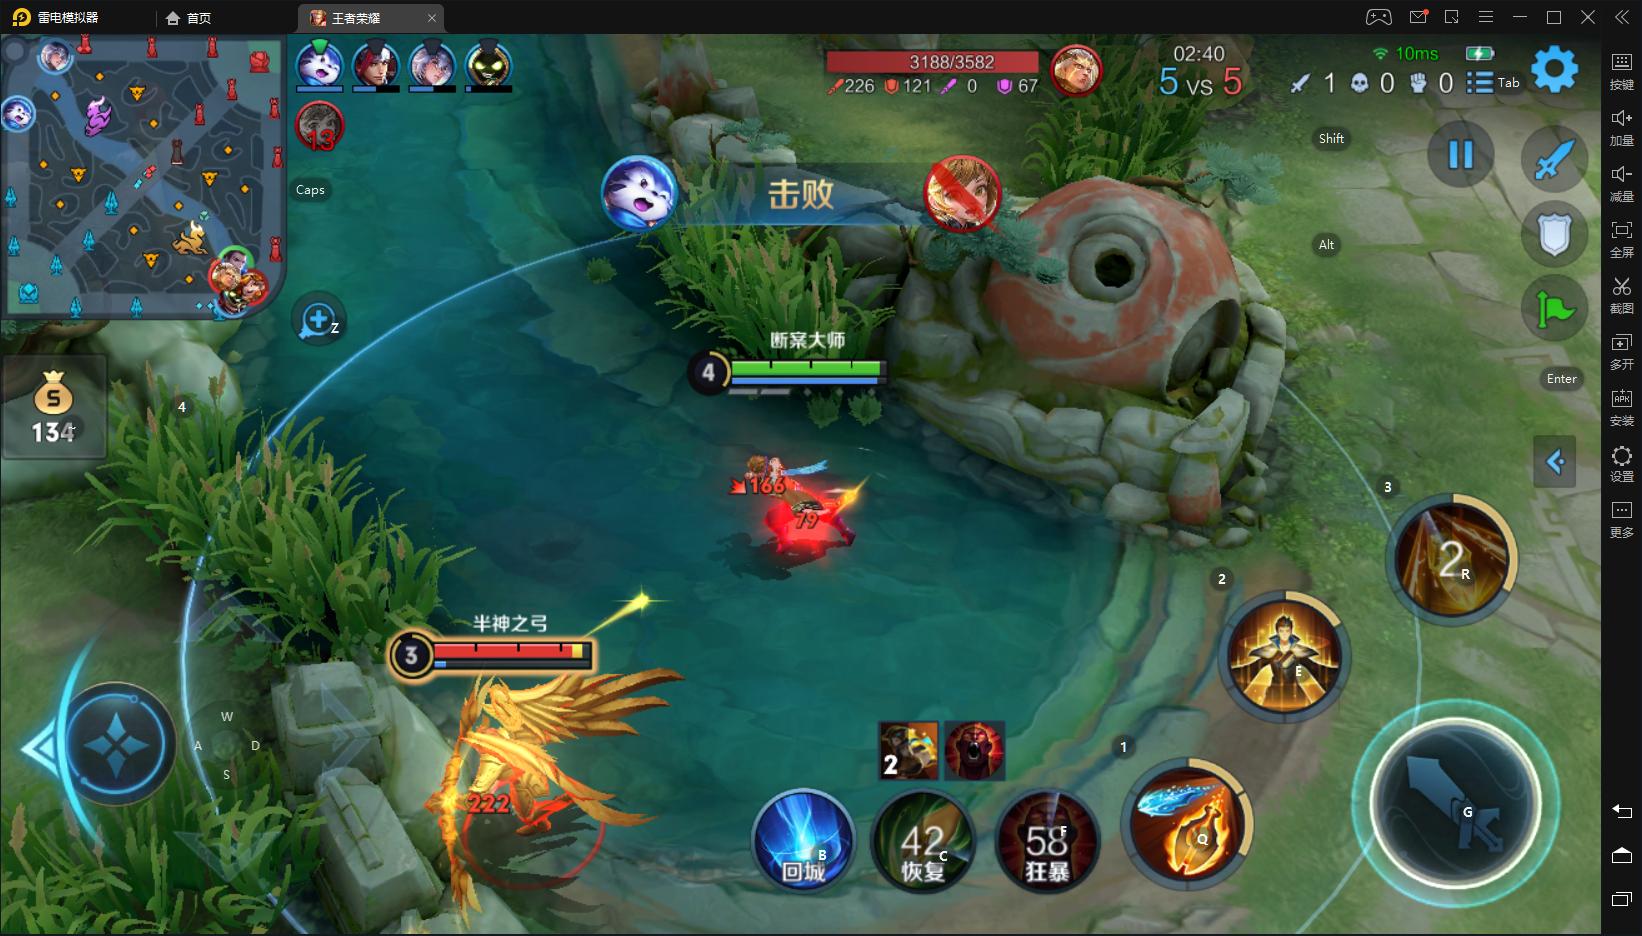 雷电模拟器
首页
王者荣耀
3188/3582
226 121 0 67
02:40
5 vs 5
10ms
1 0 0 Tab
13
Caps
Shift
击败
Alt
Z
断案大师
4
S
134
4
Enter
166
79
3
2
R
半神之弓
3
2
E
W
A D
S
222
2
1
Q
G
B
回城
42
C
恢复
58
F
狂暴
按键
加量
减量
全屏
截图
多开
APK
安装
设置
更多